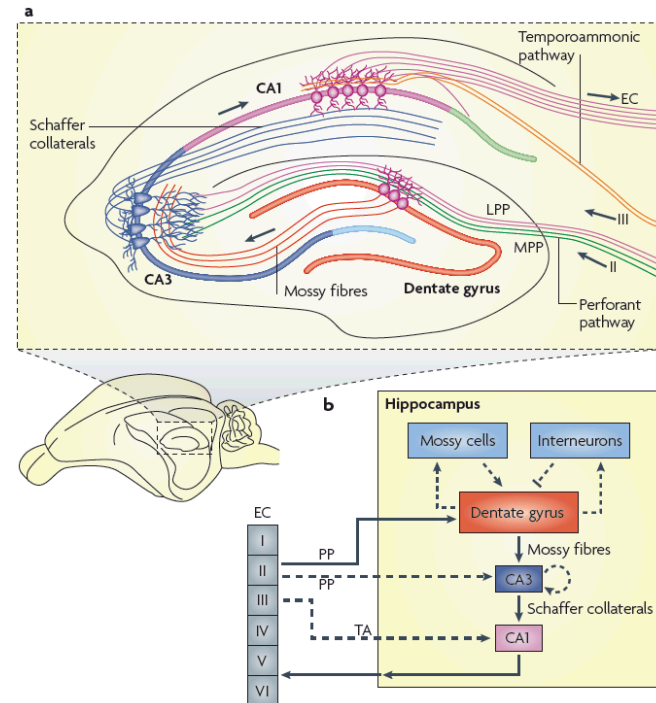 a
Temporoammonic
pathway
CA1
EC
Schaffer
collaterals
LPP
III
MPP
II
CA3
Mossy fibres
Dentate gyrus
Perforant
pathway
b
Hippocampus
Mossy cells
Interneurons
EC
Dentate gyrus
I
PP
Mossy fibres
II
PP
CA3
III
Schaffer collaterals
IV
TA
CA1
V
VI